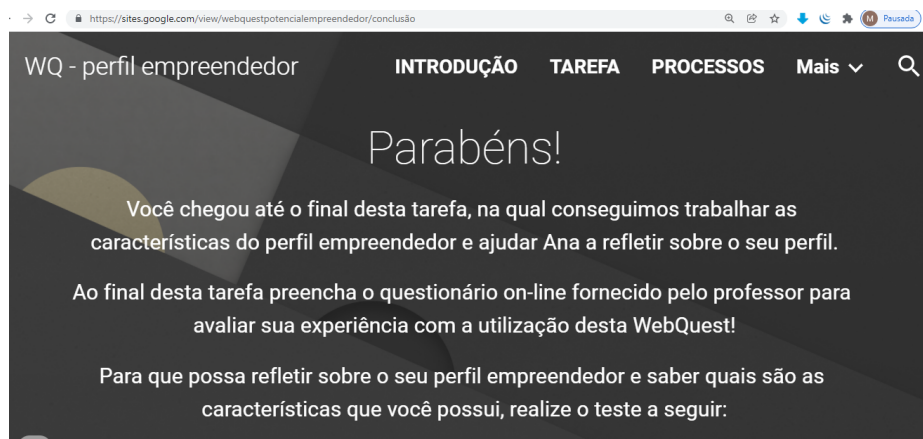 https://sites.google.com/view/webquestpotencialempreendedor/conclusão
M Pausada
WQ - perfil empreendedor INTRODUÇÃO TAREFA PROCESSOS Mais
Parabéns!
Você chegou até o final desta tarefa, na qual conseguimos trabalhar as
características do perfil empreendedor e ajudar Ana a refletir sobre o seu perfil.
Ao final desta tarefa preencha o questionário on-line fornecido pelo professor para
avaliar sua experiência com a utilização desta WebQuest!
Para que possa refletir sobre o seu perfil empreendedor e saber quais são as
características que você possui, realize o teste a seguir: